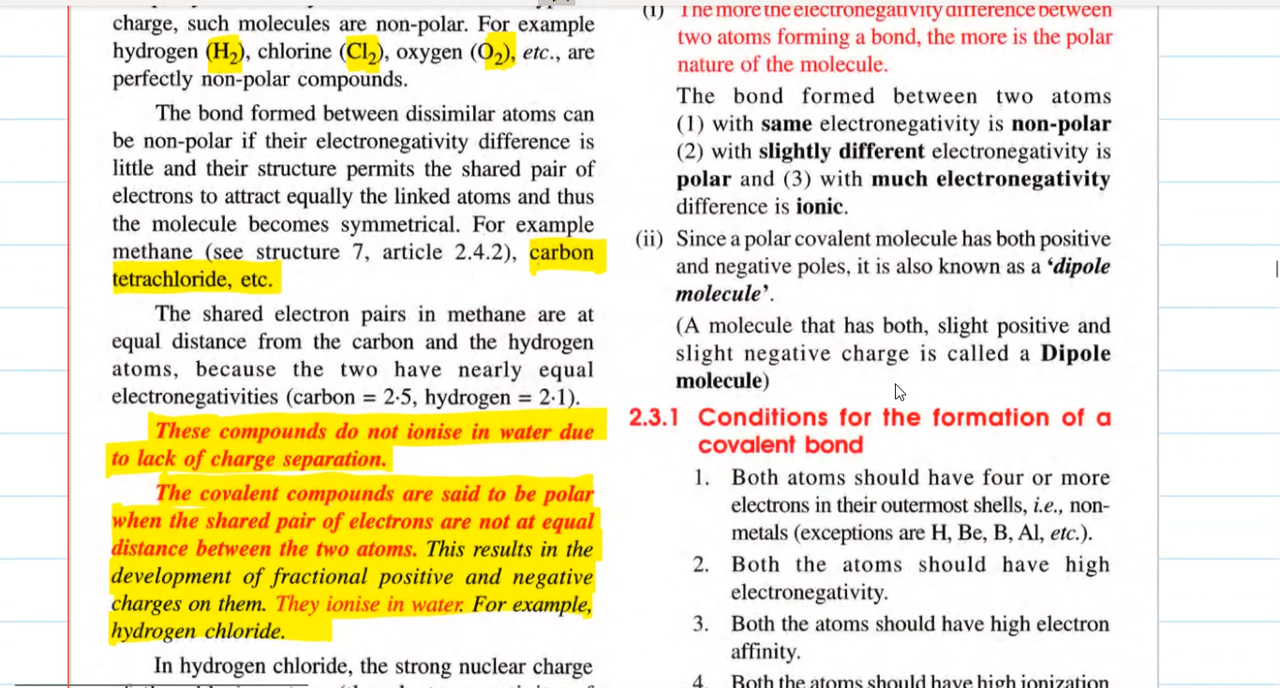 charge, such molecules are non-polar. For example
hydrogen (H₂), chlorine (Cl₂), oxygen (O₂), etc., are
perfectly non-polar compounds.
The bond formed between dissimilar atoms can
be non-polar if their electronegativity difference is
little and their structure permits the shared pair of
electrons to attract equally the linked atoms and thus
the molecule becomes symmetrical. For example
methane (see structure 7, article 2.4.2), carbon
tetrachloride, etc.
The shared electron pairs in methane are at
equal distance from the carbon and the hydrogen
atoms, because the two have nearly equal
electronegativities (carbon = 2·5, hydrogen = 2·1).
These compounds do not ionise in water due
to lack of charge separation.
The covalent compounds are said to be polar
when the shared pair of electrons are not at equal
distance between the two atoms. This results in the
development of fractional positive and negative
charges on them. They ionise in water. For example,
hydrogen chloride.
In hydrogen chloride, the strong nuclear charge
(i) The more the electronegativity difference between
two atoms forming a bond, the more is the polar
nature of the molecule.
The bond formed between two atoms
(1) with same electronegativity is non-polar
(2) with slightly different electronegativity is
polar and (3) with much electronegativity
difference is ionic.
(ii) Since a polar covalent molecule has both positive
and negative poles, it is also known as a ‘dipole
molecule’.
(A molecule that has both, slight positive and
slight negative charge is called a Dipole
molecule)
2.3.1 Conditions for the formation of a
covalent bond
1. Both atoms should have four or more
electrons in their outermost shells, i.e., non-
metals (exceptions are H, Be, B, Al, etc.).
2. Both the atoms should have high
electronegativity.
3. Both the atoms should have high electron
affinity.
4. Both the atoms should have high ionization